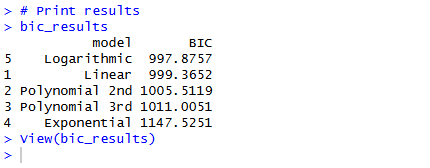 > # Print results
> bic_results
model BIC
5 Logarithmic 997.8757
1 Linear 999.3652
2 Polynomial 2nd 1005.5119
3 Polynomial 3rd 1011.0051
4 Exponential 1147.5251
> View(bic_results)
>